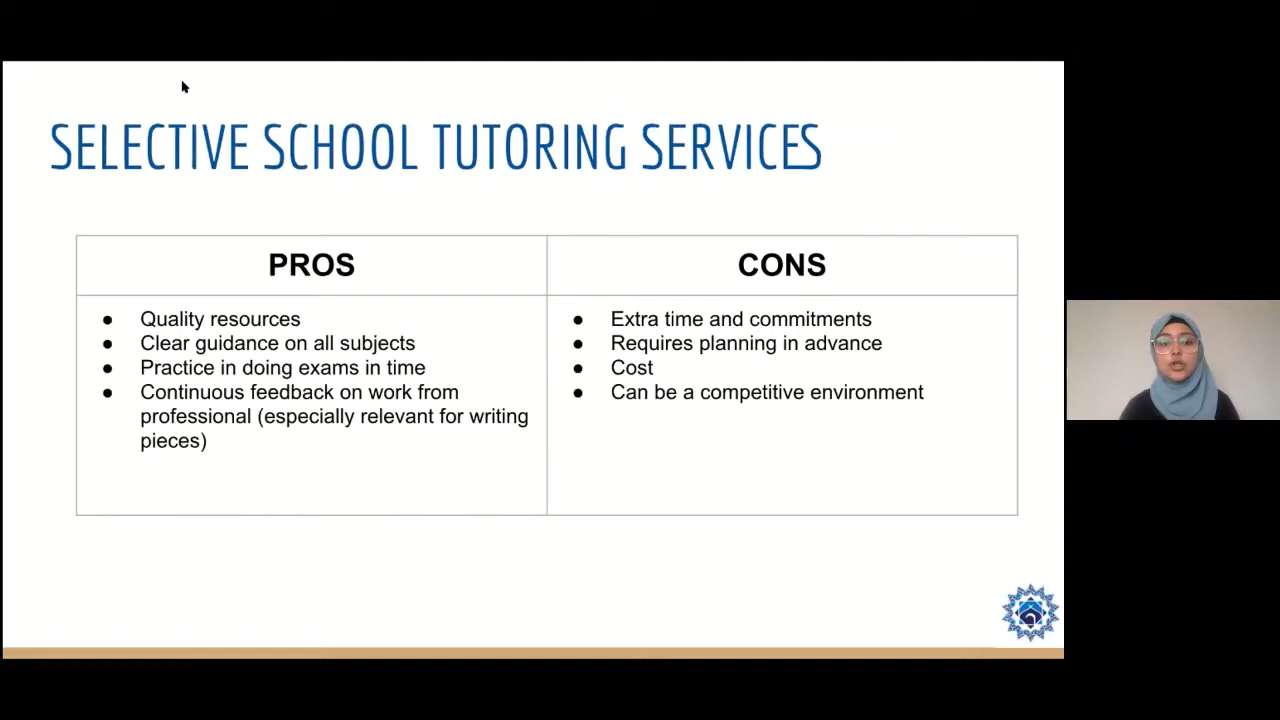 SELECTIVE SCHOOL TUTORING SERVICES
PROS
● Quality resources
● Clear guidance on all subjects
● Practice in doing exams in time
● Continuous feedback on work from
professional (especially relevant for writing
pieces)
CONS
● Extra time and commitments
● Requires planning in advance
● Cost
● Can be a competitive environment